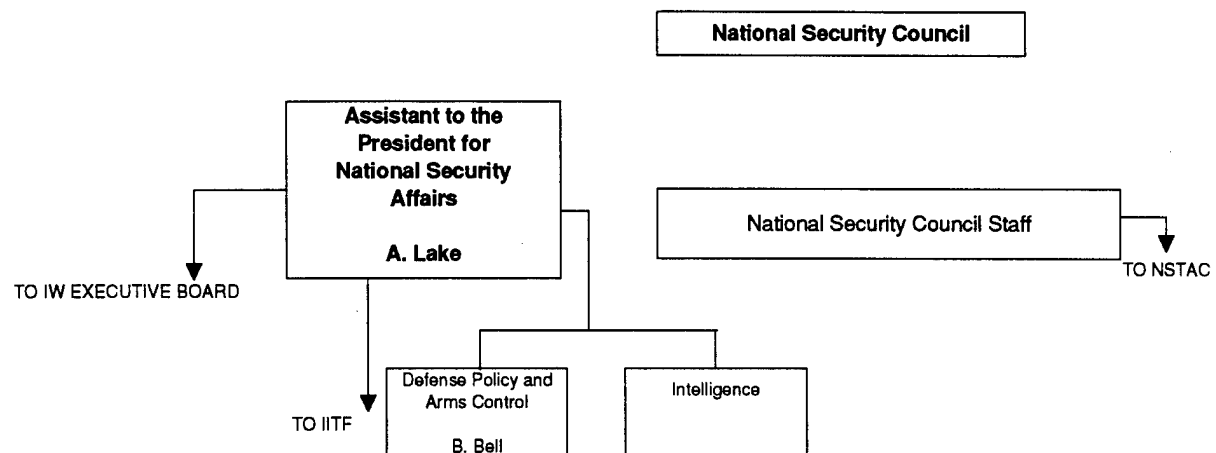 National Security Council
Assistant to the
President for
National Security
Affairs
A. Lake
National Security Council Staff
TO IW EXECUTIVE BOARD
TO NSTAC
Defense Policy and
Arms Control
B. Bell
Intelligence
TO IITF